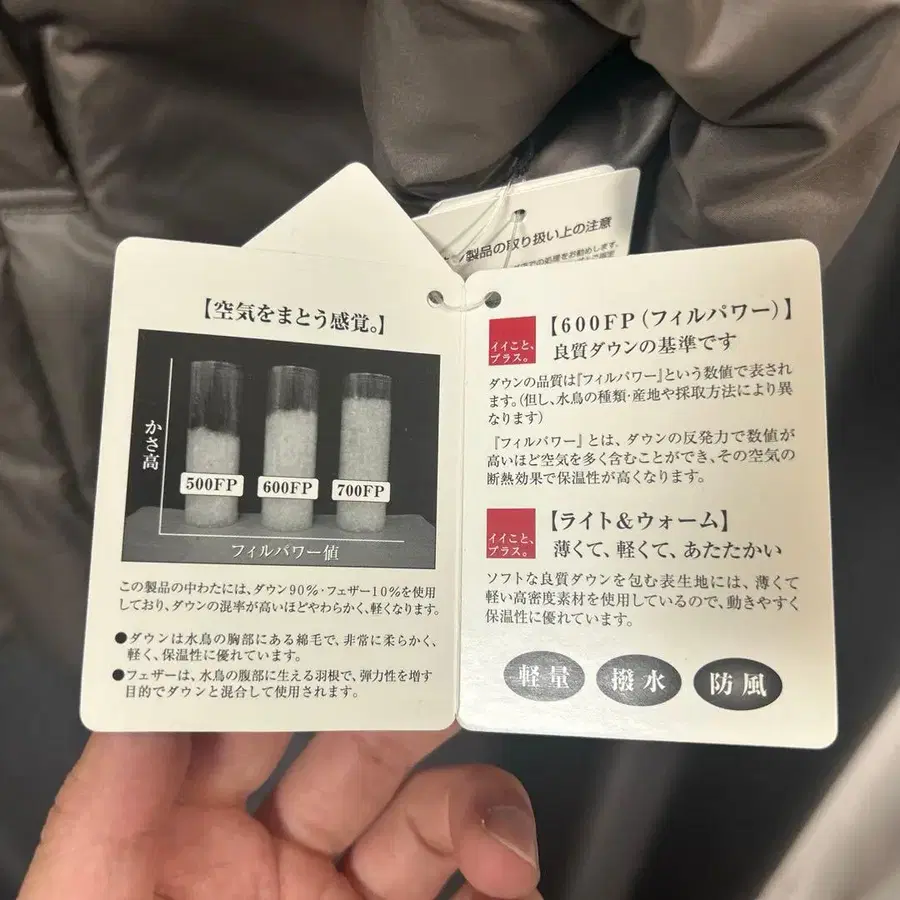 製品の取り扱い上の注意
【空気をまとう感覚。】
かさ高
500FP
600FP
700FP
フィルパワー値
この製品の中わたには、ダウン90%・フェザー10%を使用
しており、ダウンの混率が高いほどやわらかく、軽くなります。
●ダウンは水鳥の胸部にある綿毛で、非常に柔らかく、
軽く、保温性に優れています。
●フェザーは、水鳥の腹部に生える羽根で、弾力性を増す
目的でダウンと混合して使用されます。
イイこと、
プラス。
【600FP(フィルパワー)】
良質ダウンの基準です
ダウンの品質は『フィルパワー』という数値で表され
ます。(但し、水鳥の種類・産地や採取方法により異
なります)
『フィルパワー』とは、ダウンの反発力で数値が
高いほど空気を多く含むことができ、その空気の
断熱効果で保温性が高くなります。
イイこと、
プラス。
【ライト&ウォーム】
薄くて、軽くて、あたたかい
ソフトな良質ダウンを包む表生地には、薄くて
軽い高密度素材を使用しているので、動きやすく
保温性に優れています。
軽量
撥水
防風